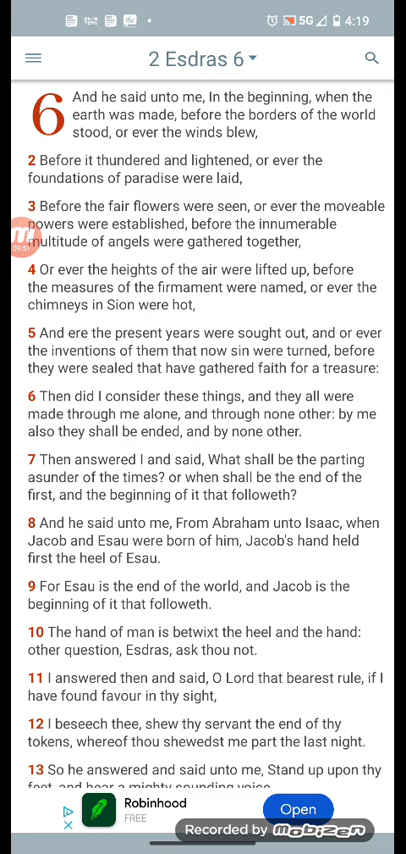 5G 4:19
2 Esdras 6
6 And he said unto me, In the beginning, when the
earth was made, before the borders of the world
stood, or ever the winds blew,
2 Before it thundered and lightened, or ever the
foundations of paradise were laid,
3 Before the fair flowers were seen, or ever the moveable
powers were established, before the innumerable
multitude of angels were gathered together,
09:51
4 Or ever the heights of the air were lifted up, before
the measures of the firmament were named, or ever the
chimneys in Sion were hot,
5 And ere the present years were sought out, and or ever
the inventions of them that now sin were turned, before
they were sealed that have gathered faith for a treasure:
6 Then did I consider these things, and they all were
made through me alone, and through none other: by me
also they shall be ended, and by none other.
7 Then answered I and said, What shall be the parting
asunder of the times? or when shall be the end of the
first, and the beginning of it that followeth?
8 And he said unto me, From Abraham unto Isaac, when
Jacob and Esau were born of him, Jacob's hand held
first the heel of Esau.
9 For Esau is the end of the world, and Jacob is the
beginning of it that followeth.
10 The hand of man is betwixt the heel and the hand:
other question, Esdras, ask thou not.
11 I answered then and said, O Lord that bearest rule, if I
have found favour in thy sight,
12 I beseech thee, shew thy servant the end of thy
tokens, whereof thou shewedst me part the last night.
13 So he answered and said unto me, Stand up upon thy
feet, and hear a mighty sounding voice
Robinhood
FREE
Open
Recorded by mobizen